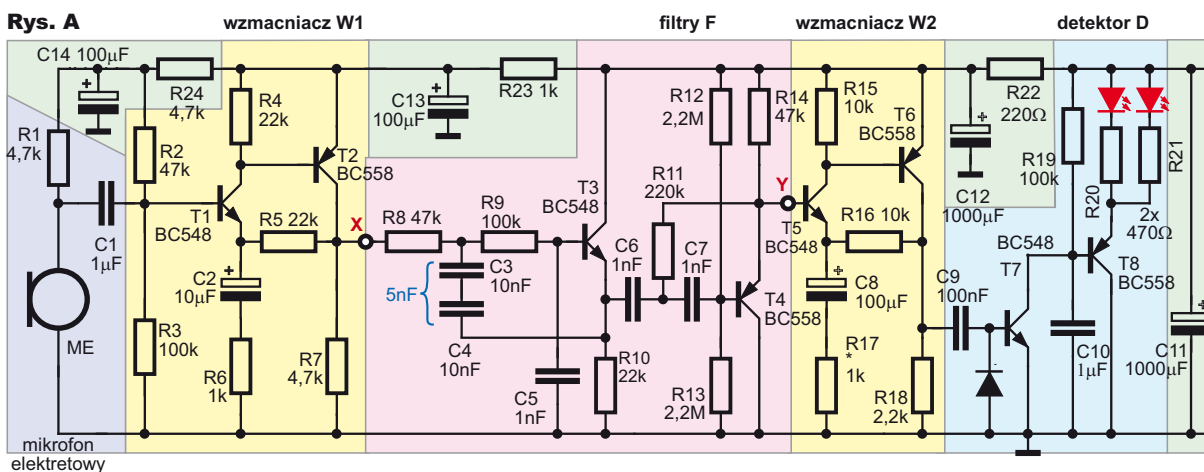 Rys. A
wzmacniacz W1
filtry F
wzmacniacz W2
detektor D
C14 100µF
+
R24
4,7k
R1
4,7k
R2
47k
C1
1µF
R3
100k
ME
mikrofon
elektretowy
R4
22k
T2
BC558
T1
BC548
R5 22k
C2
10µF
+
R6
1k
R7
4,7k
X
C13
100µF
+
R23 1k
R8 47k
R9
100k
5nF
C3
10nF
C4
10nF
C5
1nF
T3
BC548
C6
1nF
R10
22k
R11
220k
C7
1nF
R12
2,2M
R13
2,2M
R14
47k
T4
BC558
Y
R15
10k
T6
BC558
T5
BC548
R16 10k
C8
100µF
+
R17
*
1k
R18
2,2k
C9
100nF
C12
1000µF
+
R22
220Ω
R19
100k
R20
R21
2x
470Ω
BC548
T7
T8
BC558
C10
1µF
C11
1000µF
+